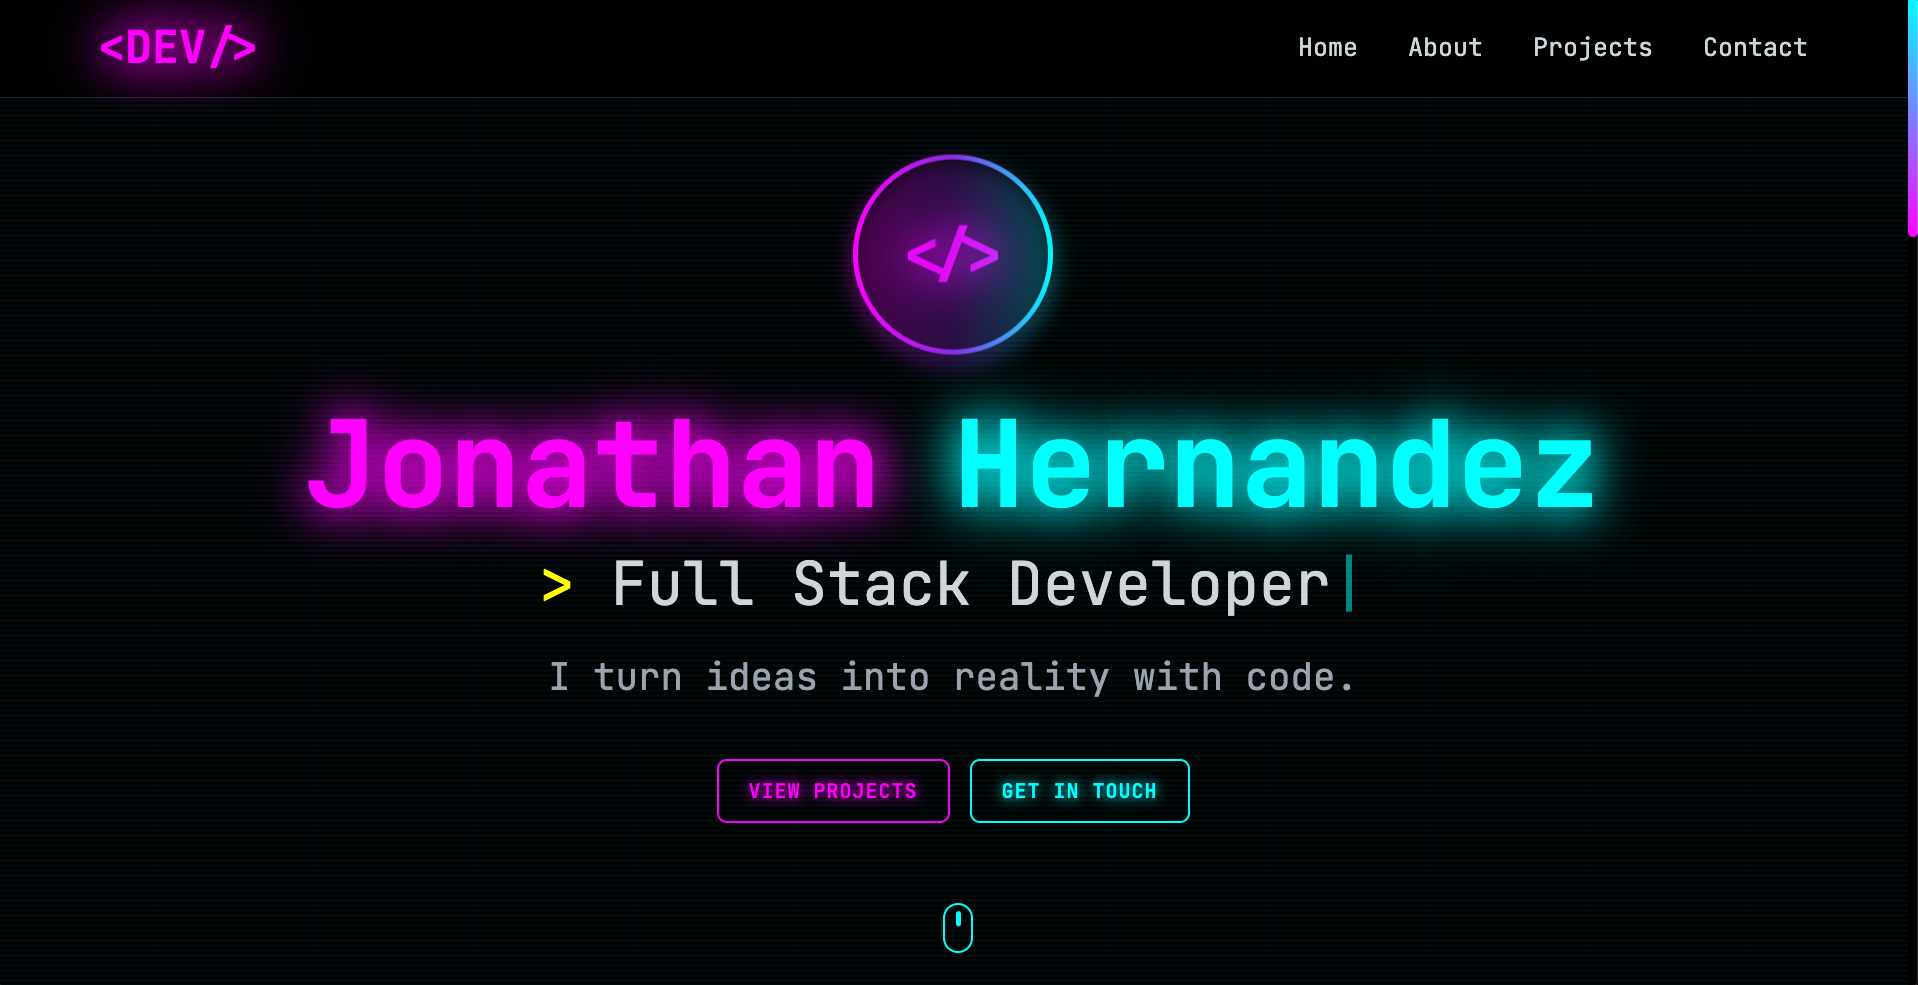 <DEV/>
Home About Projects Contact
</>
Jonathan Hernandez
> Full Stack Developer|
I turn ideas into reality with code.
VIEW PROJECTS GET IN TOUCH